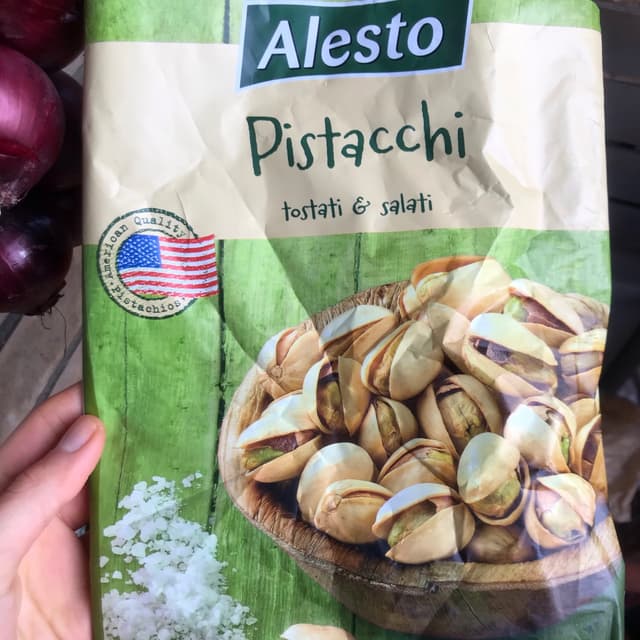 Alesto
Pistacchi
tostati & salati
American Quality
Pistachios